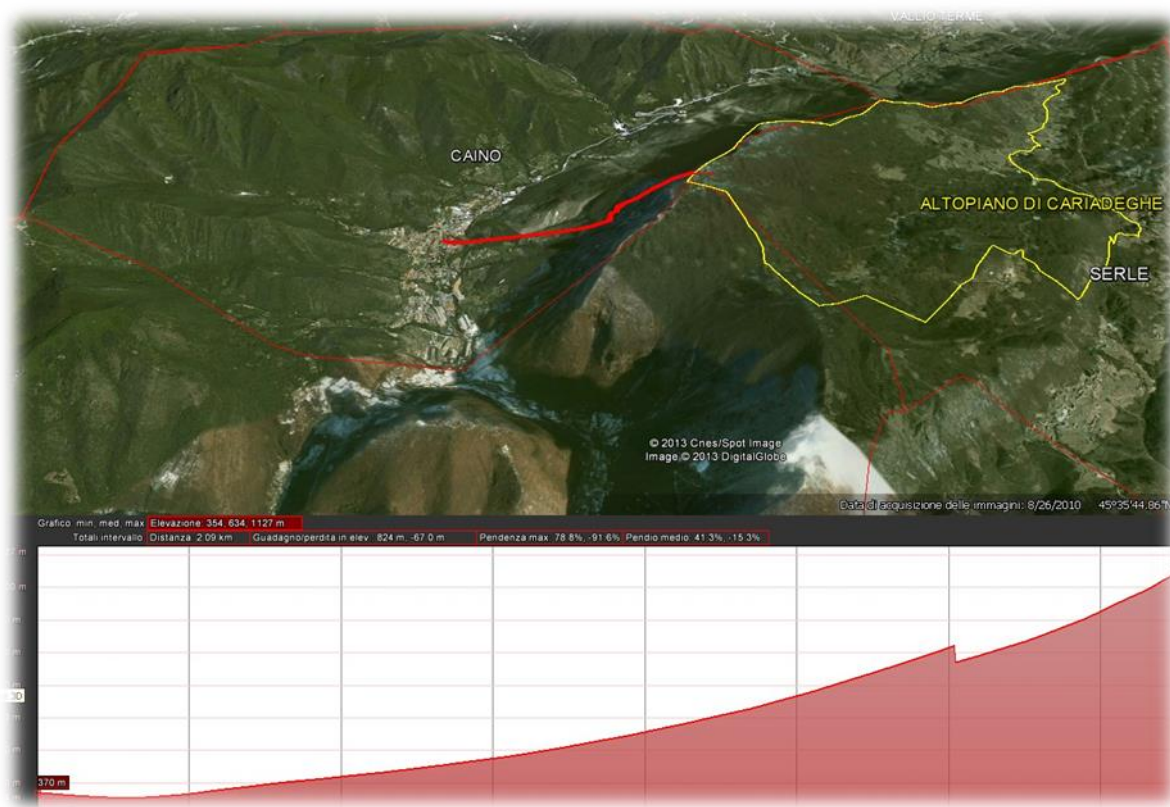 VALLIO TERME
CAINO
ALTOPIANO DI CARIADEGHE
SERLE
© 2013 Cnes/Spot Image
Image © 2013 DigitalGlobe
Data di acquisizione delle immagini: 8/26/2010 45°35'44.86"N
Grafico: min, med, max Elevazione: 354, 634, 1127 m
Totali intervallo: Distanza: 2.09 km Guadagno/perdita in elev.: 824 m, -67.0 m Pendenza max: 78.8%, -91.6% Pendio medio: 41.3%, -15.3%
370 m